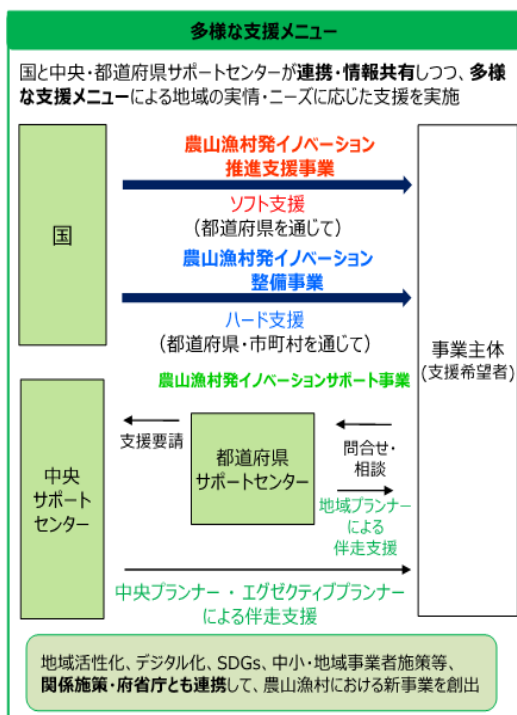 多様な支援メニュー
国と中央・都道府県サポートセンターが連携・情報共有しつつ、多様
な支援メニューによる地域の実情・ニーズに応じた支援を実施
農山漁村発イノベーション
推進支援事業
ソフト支援
(都道府県を通じて)
国
農山漁村発イノベーション
整備事業
ハード支援
(都道府県・市町村を通じて)
事業主体
(支援希望者)
農山漁村発イノベーションサポート事業
支援要請
都道府県
サポートセンター
問合せ・
相談
中央
サポート
センター
地域プランナー
による
伴走支援
中央プランナー・エグゼクティブプランナー
による伴走支援
地域活性化、デジタル化、SDGs、中小・地域事業者施策等、
関係施策・府省庁とも連携して、農山漁村における新事業を創出